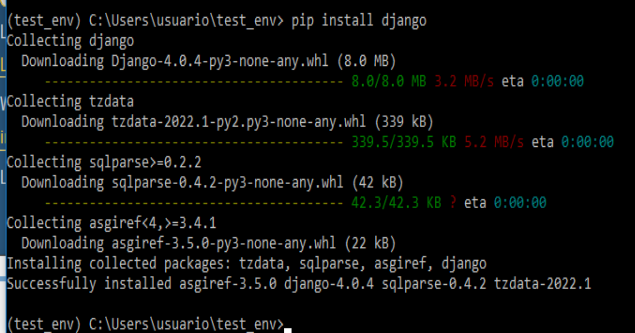 (test_env) C:\Users\usuario\test_env> pip install django
Collecting django
  Downloading Django-4.0.4-py3-none-any.whl (8.0 MB)
     ---------------------------------------- 8.0/8.0 MB 3.2 MB/s eta 0:00:00
Collecting tzdata
  Downloading tzdata-2022.1-py2.py3-none-any.whl (339 kB)
     ---------------------------------------- 339.5/339.5 KB 5.2 MB/s eta 0:00:00
Collecting sqlparse>=0.2.2
  Downloading sqlparse-0.4.2-py3-none-any.whl (42 kB)
     ---------------------------------------- 42.3/42.3 KB ? eta 0:00:00
Collecting asgiref<4,>=3.4.1
  Downloading asgiref-3.5.0-py3-none-any.whl (22 kB)
Installing collected packages: tzdata, sqlparse, asgiref, django
Successfully installed asgiref-3.5.0 django-4.0.4 sqlparse-0.4.2 tzdata-2022.1
(test_env) C:\Users\usuario\test_env>